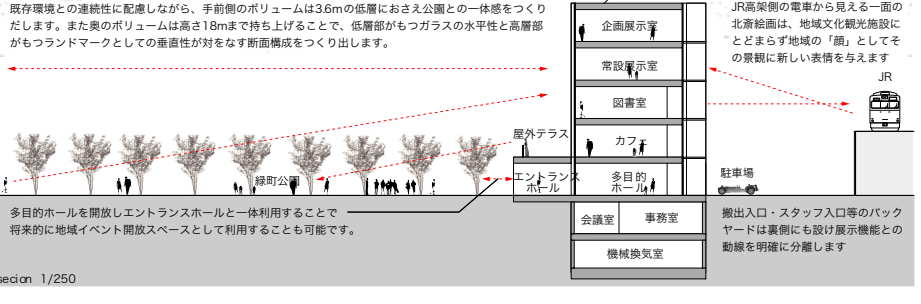 既存環境との連続性に配慮しながら、手前側のボリュームは3.6mの低層におさえ公園との一体感をつくり
だします。また奥のボリュームは高さ18mまで持ち上げることで、低層部がもつガラスの水平性と高層部
がもつランドマークとしての垂直性が対をなす断面構成をつくり出します。
JR高架側の電車から見える一面の
北斎絵画は、地域文化観光施設に
とどまらず地域の「顔」としてそ
の景観に新しい表情を与えます
企画展示室
常設展示室
図書室
カフェ
屋外テラス
エントランス
ホール
多目的
ホール
会議室
事務室
機械換気室
緑町公園
JR
駐車場
多目的ホールを開放しエントランスホールと一体利用することで
将来的に地域イベント開放スペースとして利用することも可能です。
搬出入口・スタッフ入口等のバック
ヤードは裏側にも設け展示機能との
動線を明確に分離します
secion 1/250